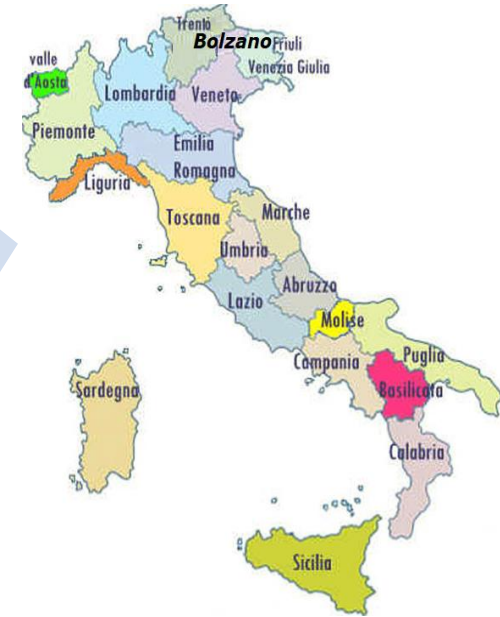 Trento
Bolzano
Friuli
Venezia Giulia
valle
d'Aosta
Lombardia
Veneto
Piemonte
Emilia
Romagna
Liguria
Toscana
Marche
Umbria
Abruzzo
Lazio
Molise
Campania
Puglia
Basilicata
Sardegna
Calabria
Sicilia